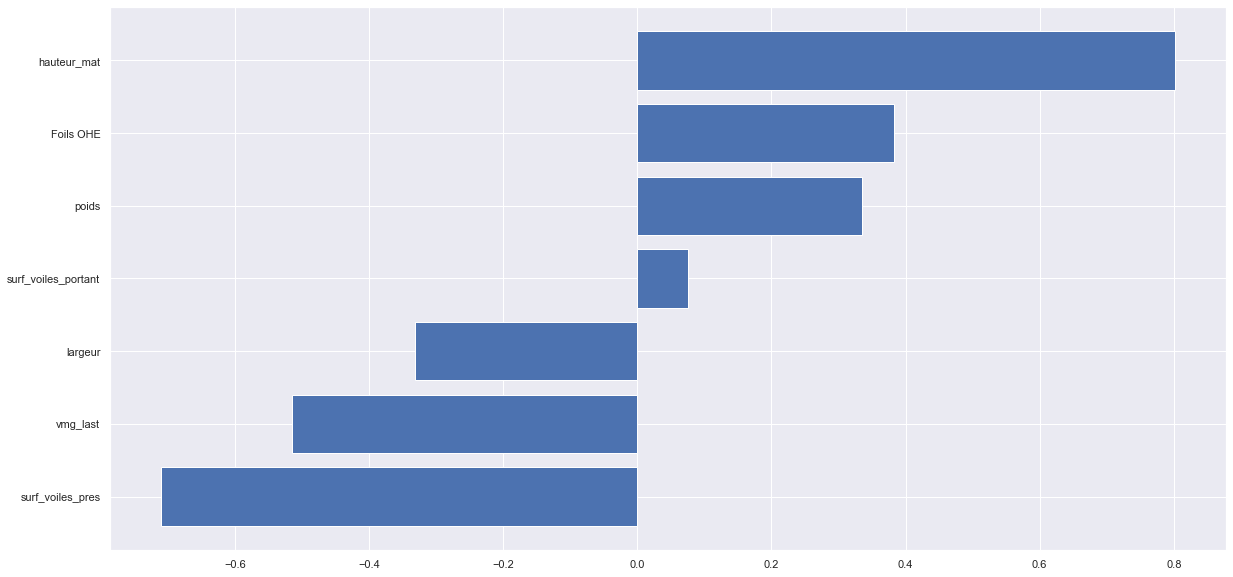 hauteur_mat
Foils OHE
poids
surf_voiles_portant
largeur
vmg_last
surf_voiles_pres
−0.6 −0.4 −0.2 0.0 0.2 0.4 0.6 0.8